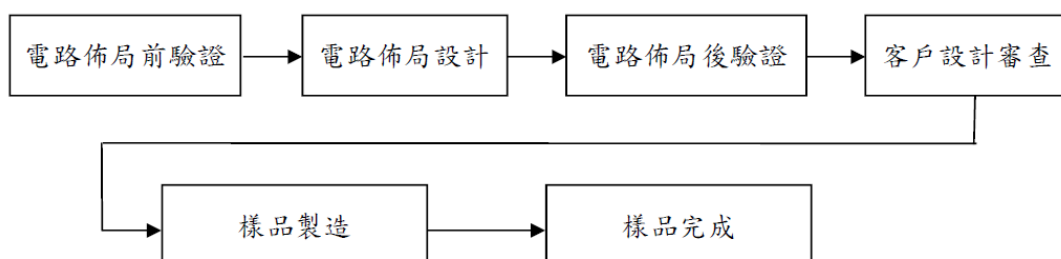 電路佈局前驗證
電路佈局設計
電路佈局後驗證
客戶設計審查
樣品製造
樣品完成